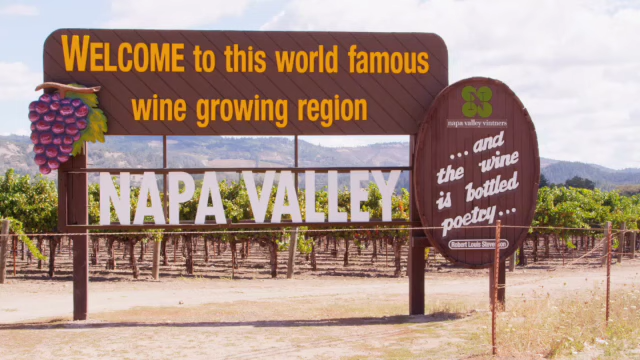 WELCOME to this world famous
wine growing region
NAPA VALLEY
napa valley vintners
... and
the wine
is bottled
poetry...
Robert Louis Stevenson